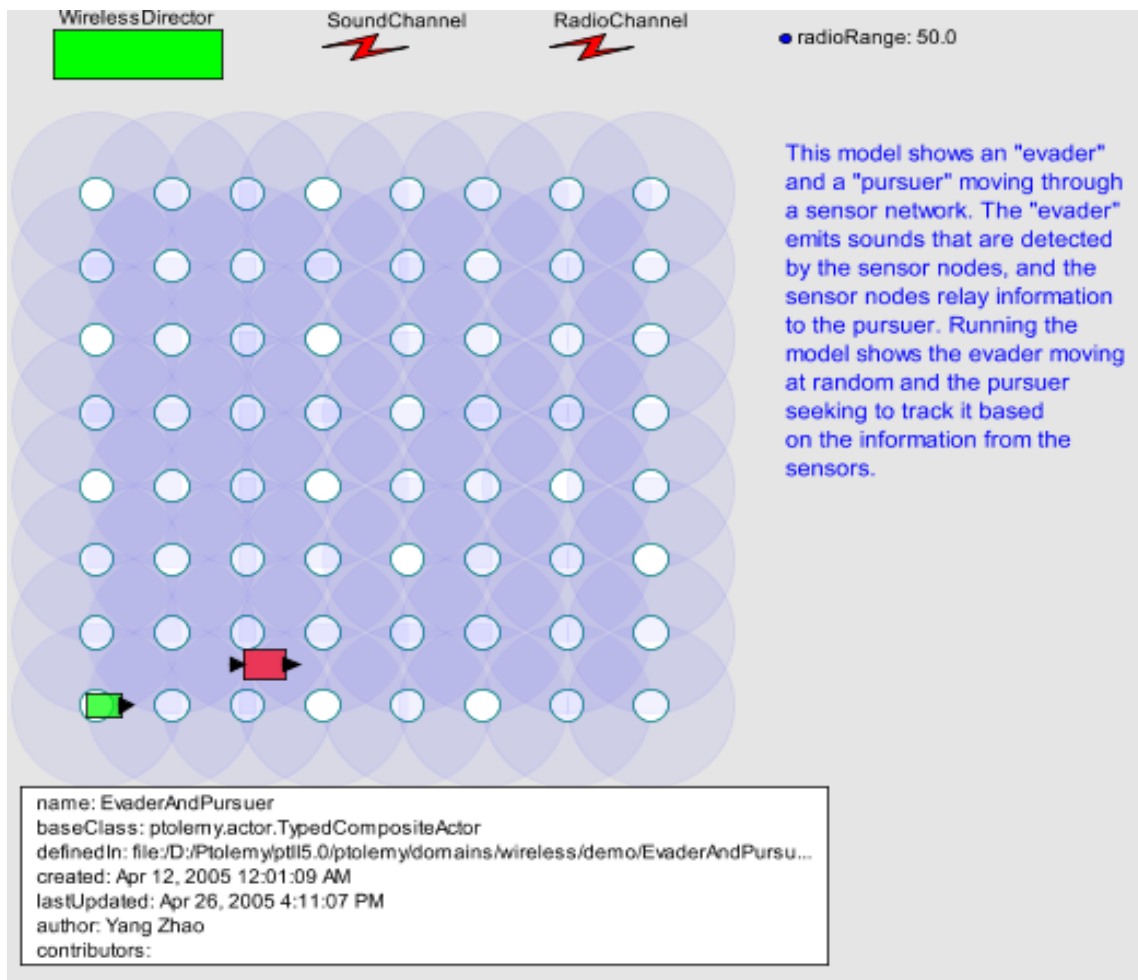 WirelessDirector
SoundChannel
RadioChannel
radioRange: 50.0
This model shows an "evader"
and a "pursuer" moving through
a sensor network. The "evader"
emits sounds that are detected
by the sensor nodes, and the
sensor nodes relay information
to the pursuer. Running the
model shows the evader moving
at random and the pursuer
seeking to track it based
on the information from the
sensors.
name: EvaderAndPursuer
baseClass: ptolemy.actor.TypedCompositeActor
definedIn: file:/D:/Ptolemy/ptII5.0/ptolemy/domains/wireless/demo/EvaderAndPursu...
created: Apr 12, 2005 12:01:09 AM
lastUpdated: Apr 26, 2005 4:11:07 PM
author: Yang Zhao
contributors: